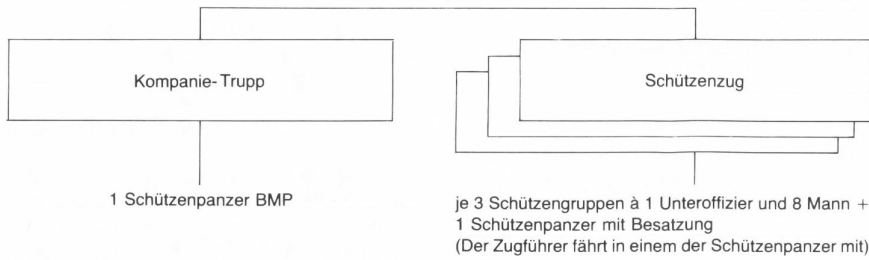 Kompanie-Trupp
Schützenzug
1 Schützenpanzer BMP
je 3 Schützengruppen à 1 Unteroffizier und 8 Mann +
1 Schützenpanzer mit Besatzung
(Der Zugführer fährt in einem der Schützenpanzer mit)